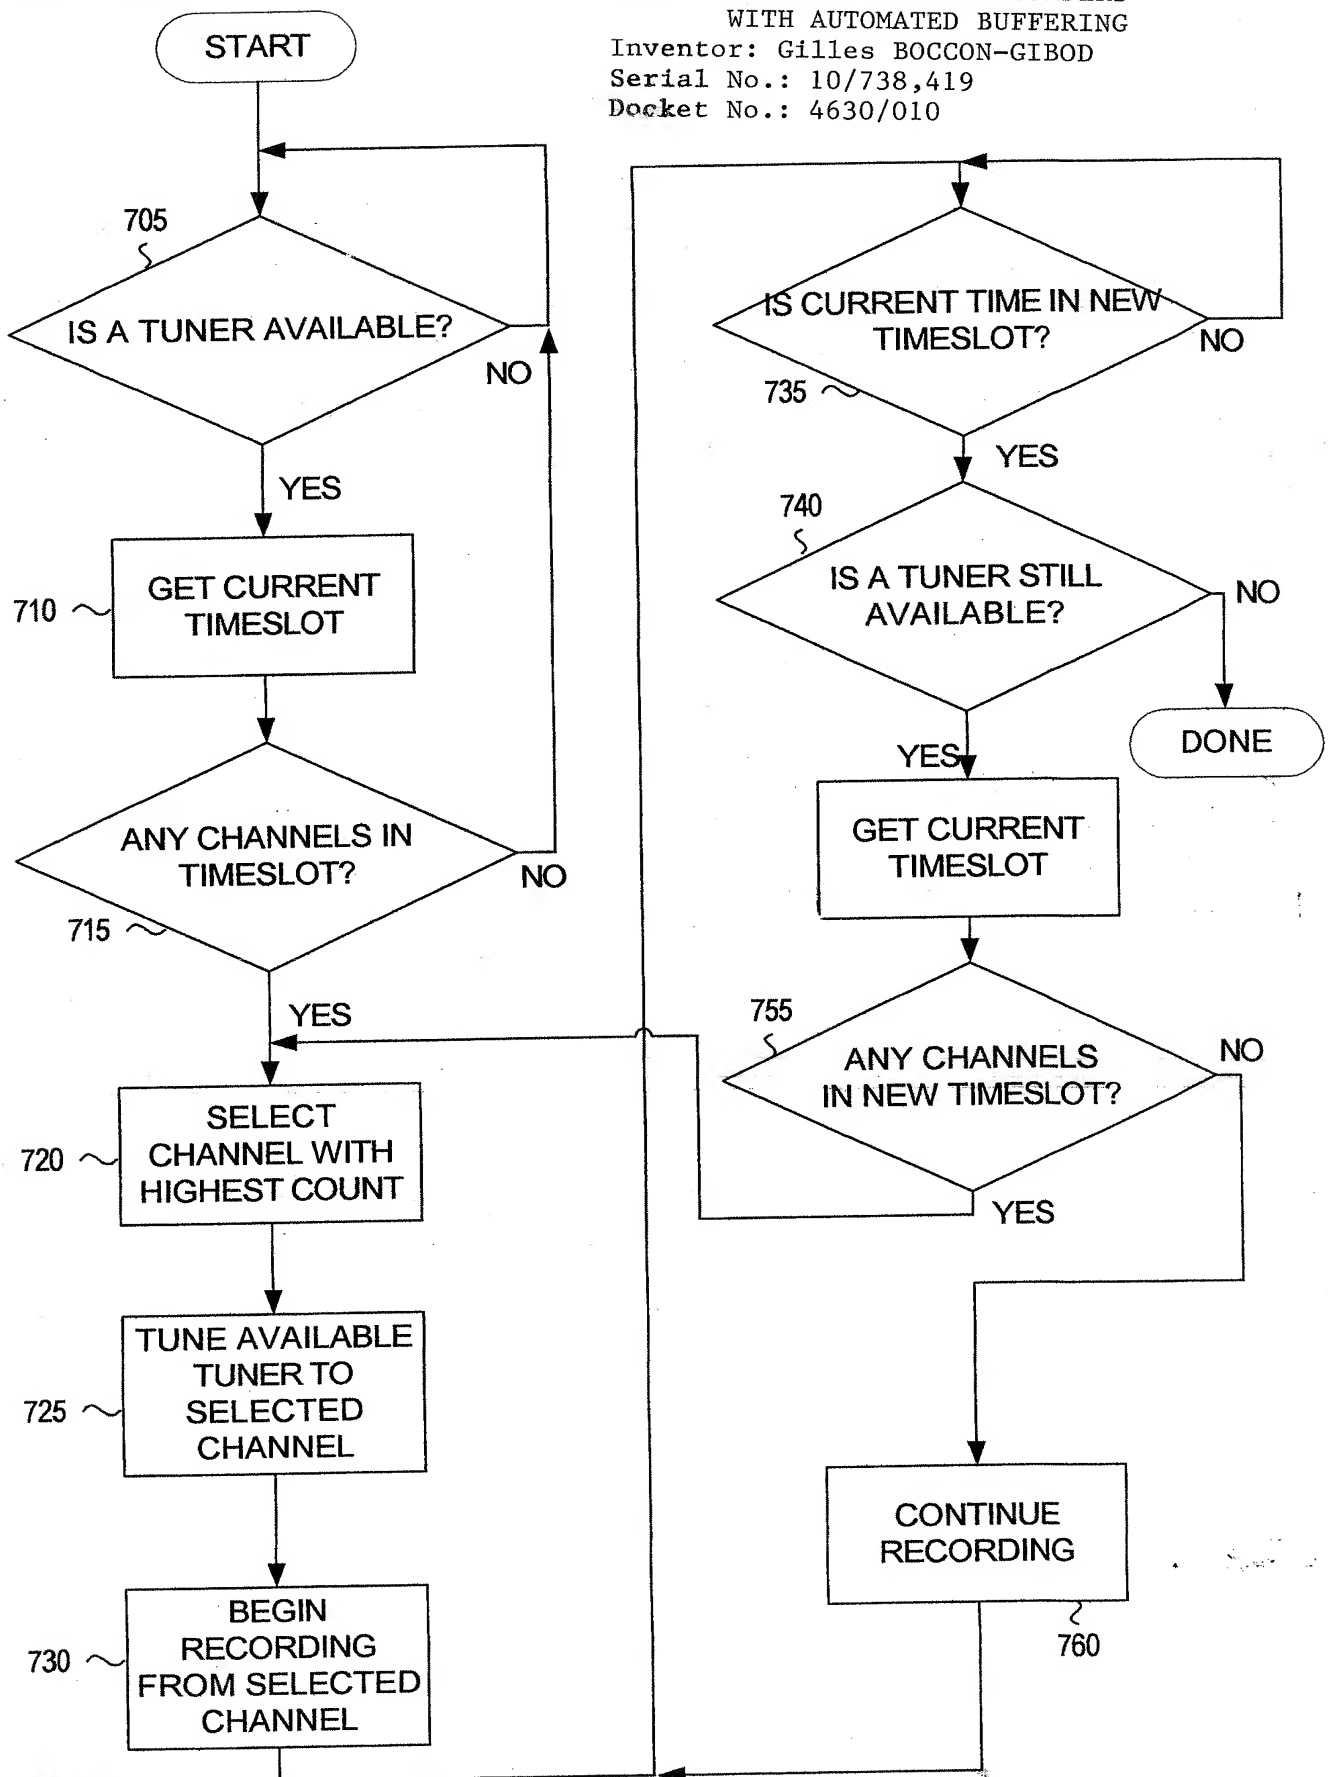 WITH AUTOMATED BUFFERING
Inventor: Gilles BOCCON-GIBOD
Serial No.: 10/738,419
Docket No.: 4630/010
START
705
IS A TUNER AVAILABLE?
NO
YES
710
GET CURRENT
TIMESLOT
ANY CHANNELS IN
TIMESLOT?
NO
715
YES
720
SELECT
CHANNEL WITH
HIGHEST COUNT
725
TUNE AVAILABLE
TUNER TO
SELECTED
CHANNEL
730
BEGIN
RECORDING
FROM SELECTED
CHANNEL
IS CURRENT TIME IN NEW
TIMESLOT?
NO
735
YES
740
IS A TUNER STILL
AVAILABLE?
NO
DONE
YES
GET CURRENT
TIMESLOT
755
ANY CHANNELS
IN NEW TIMESLOT?
NO
YES
CONTINUE
RECORDING
760